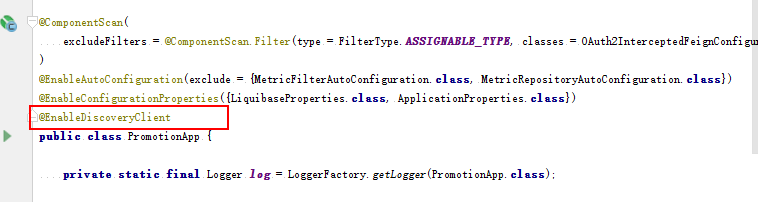 @ComponentScan(
excludeFilters = @ComponentScan.Filter(type = FilterType.ASSIGNABLE_TYPE, classes = OAuth2InterceptedFeignConfigu
)
@EnableAutoConfiguration(exclude = {MetricFilterAutoConfiguration.class, MetricRepositoryAutoConfiguration.class})
@EnableConfigurationProperties({LiquibaseProperties.class, ApplicationProperties.class})
@EnableDiscoveryClient
public class PromotionApp {
private static final Logger log = LoggerFactory.getLogger(PromotionApp.class);